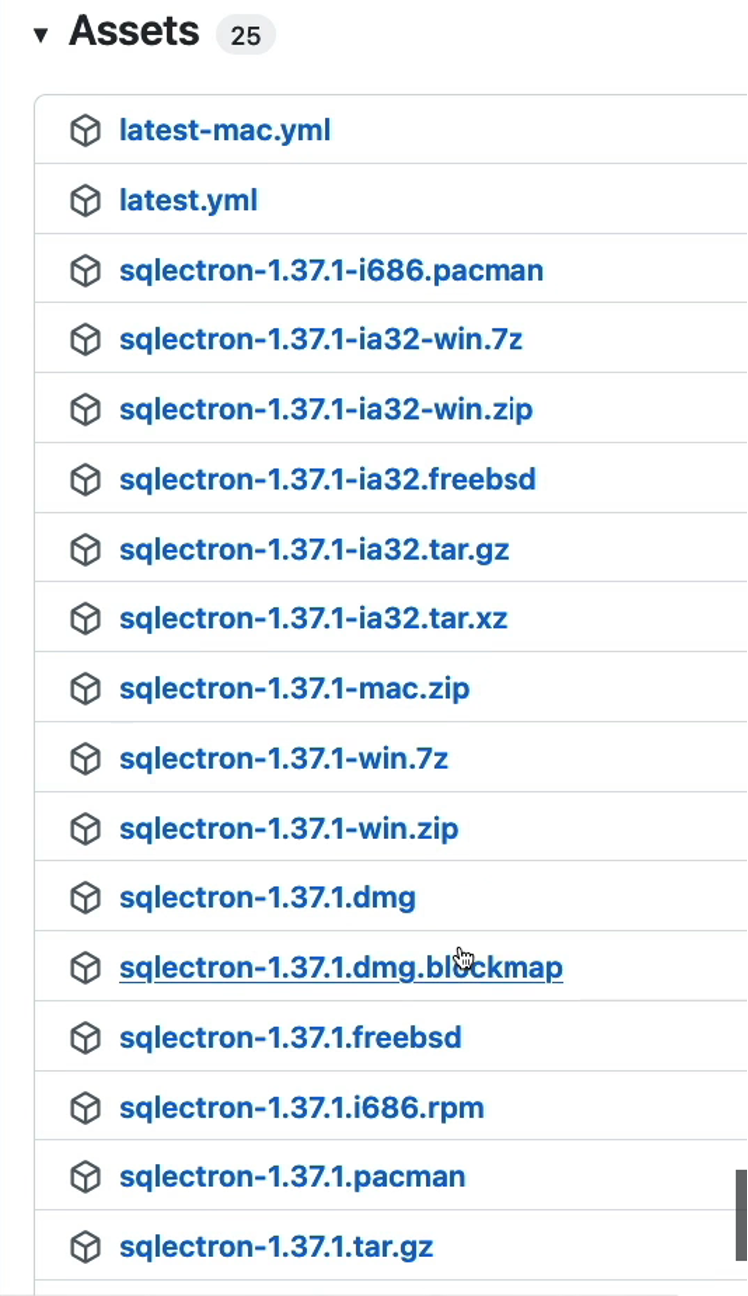 Assets 25
latest-mac.yml
latest.yml
sqlectron-1.37.1-i686.pacman
sqlectron-1.37.1-ia32-win.7z
sqlectron-1.37.1-ia32-win.zip
sqlectron-1.37.1-ia32.freebsd
sqlectron-1.37.1-ia32.tar.gz
sqlectron-1.37.1-ia32.tar.xz
sqlectron-1.37.1-mac.zip
sqlectron-1.37.1-win.7z
sqlectron-1.37.1-win.zip
sqlectron-1.37.1.dmg
sqlectron-1.37.1.dmg.blockmap
sqlectron-1.37.1.freebsd
sqlectron-1.37.1.i686.rpm
sqlectron-1.37.1.pacman
sqlectron-1.37.1.tar.gz